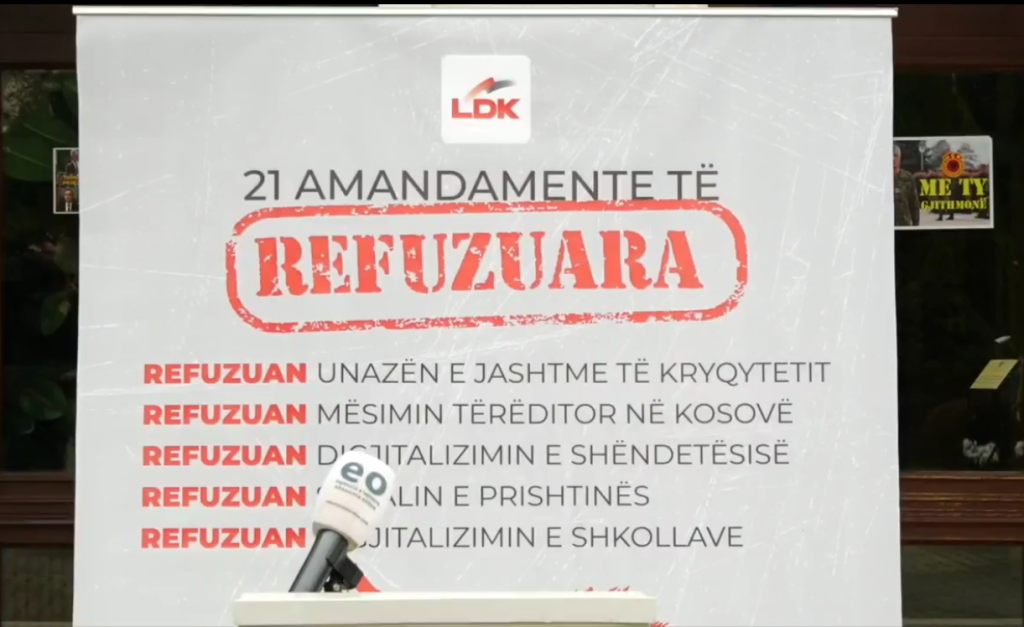 LDK
21 AMANDAMENTE TË
REFUZUARA
REFUZUAN UNAZËN E JASHTME TË KRYQYTETIT
REFUZUAN MËSIMIN TËRËDITOR NË KOSOVË
REFUZUAN E SHËNDETËSISË
REFUZUAN E PRISHTINËS
REFUZUAN E SHKOLLAVE
eo
ME TY
GJITHMONË